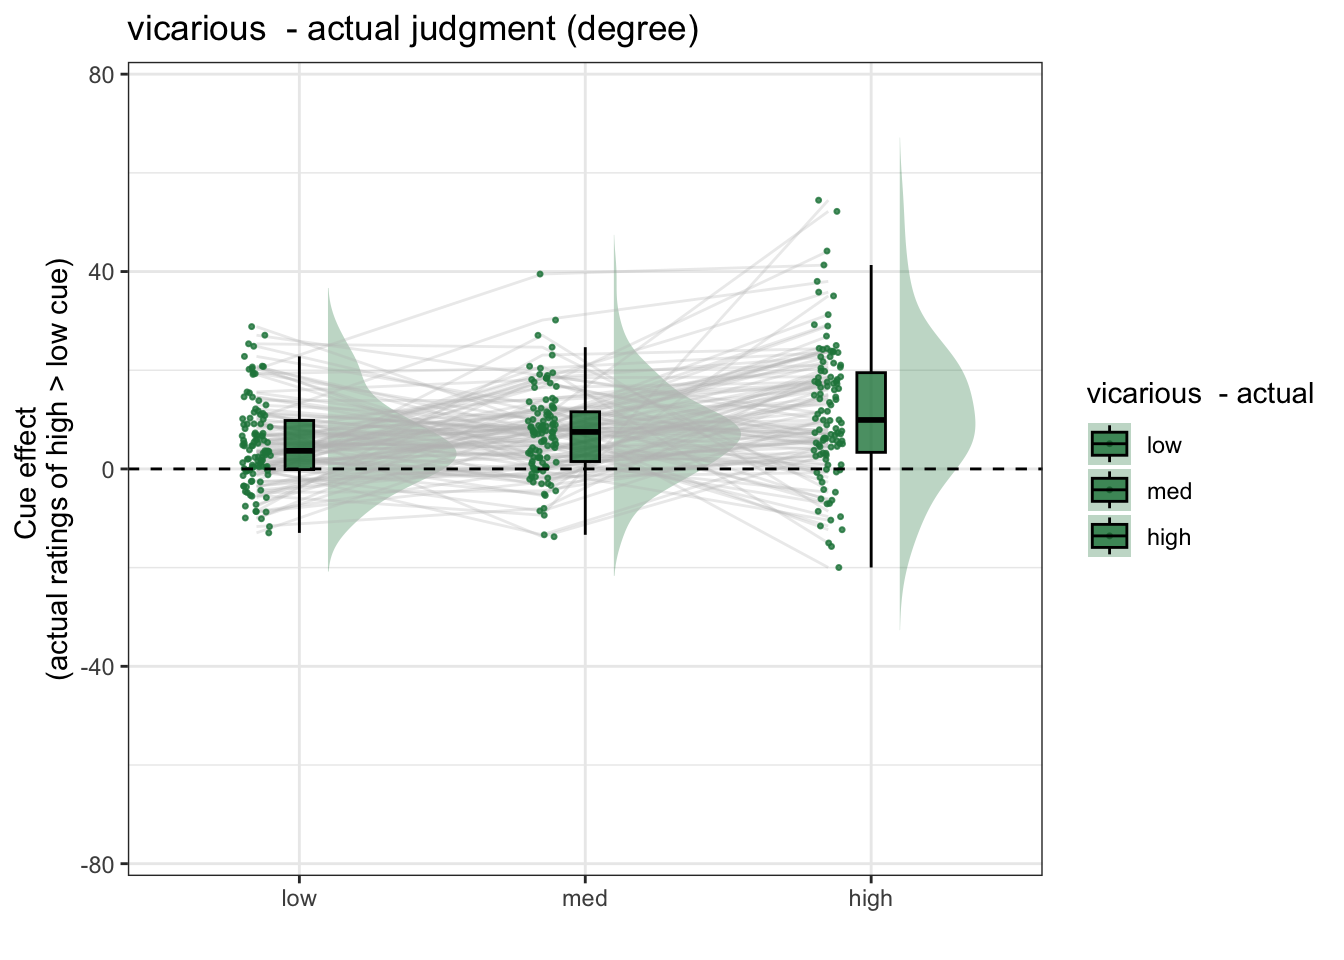 vicarious  - actual judgment (degree)
Cue effect
(actual ratings of high > low cue)
80
40
0
-40
-80
low
med
high
vicarious  - actual
low
med
high